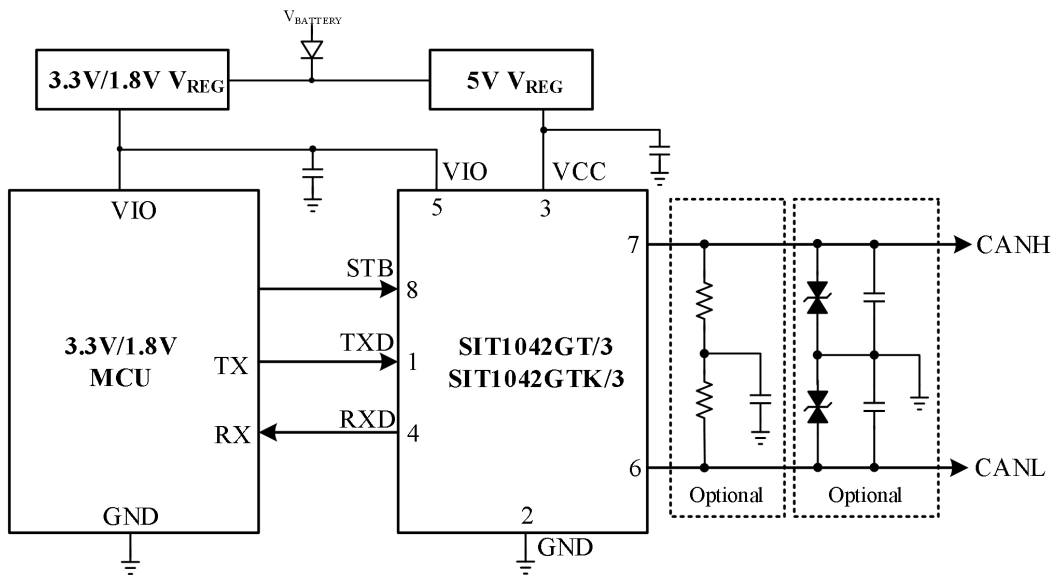 VBATTERY
3.3V/1.8V VREG
5V VREG
VIO
VCC
VIO
5
3
7
CANH
STB
8
3.3V/1.8V
MCU
SIT1042GT/3
SIT1042GTK/3
TX
TXD
1
RX
RXD
4
6
CANL
Optional
Optional
GND
2
GND